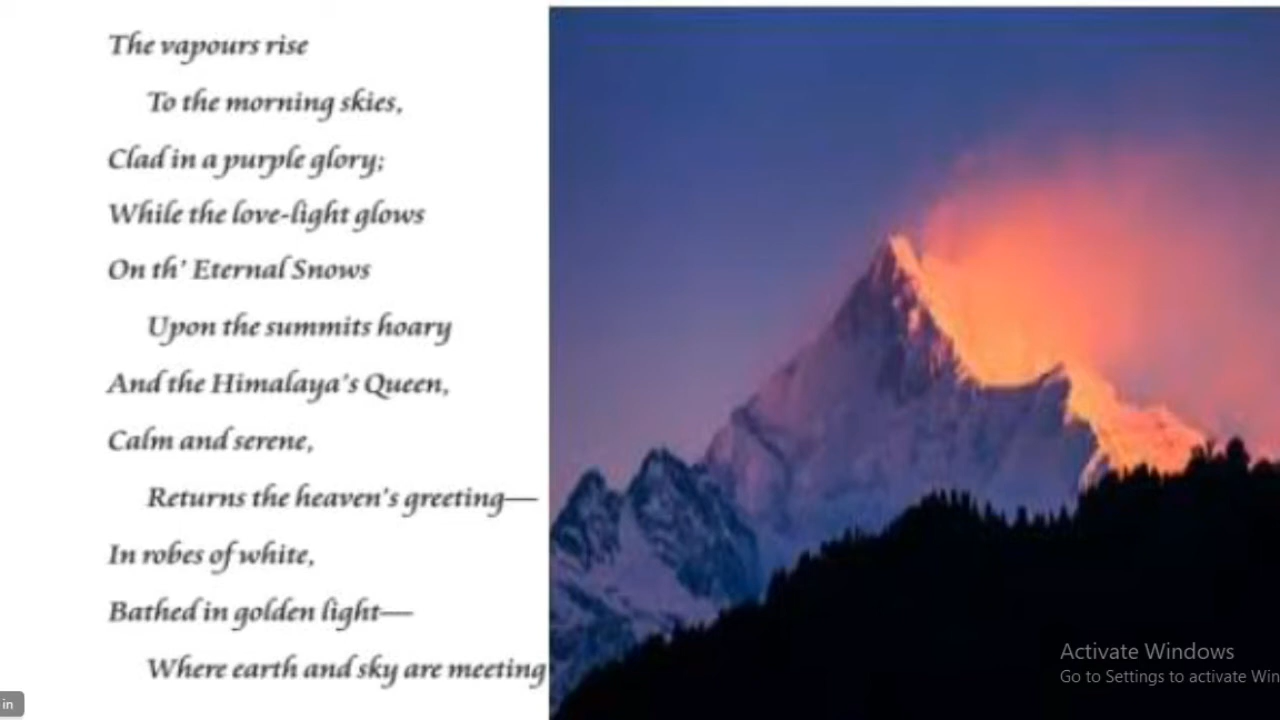 The vapours rise
To the morning skies,
Clad in a purple glory;
While the love-light glows
On th' Eternal Snows
Upon the summits hoary
And the Himalaya's Queen,
Calm and serene,
Returns the heaven's greeting—
In robes of white,
Bathed in golden light—
Where earth and sky are meeting
Activate Windows
Go to Settings to activate Win
in